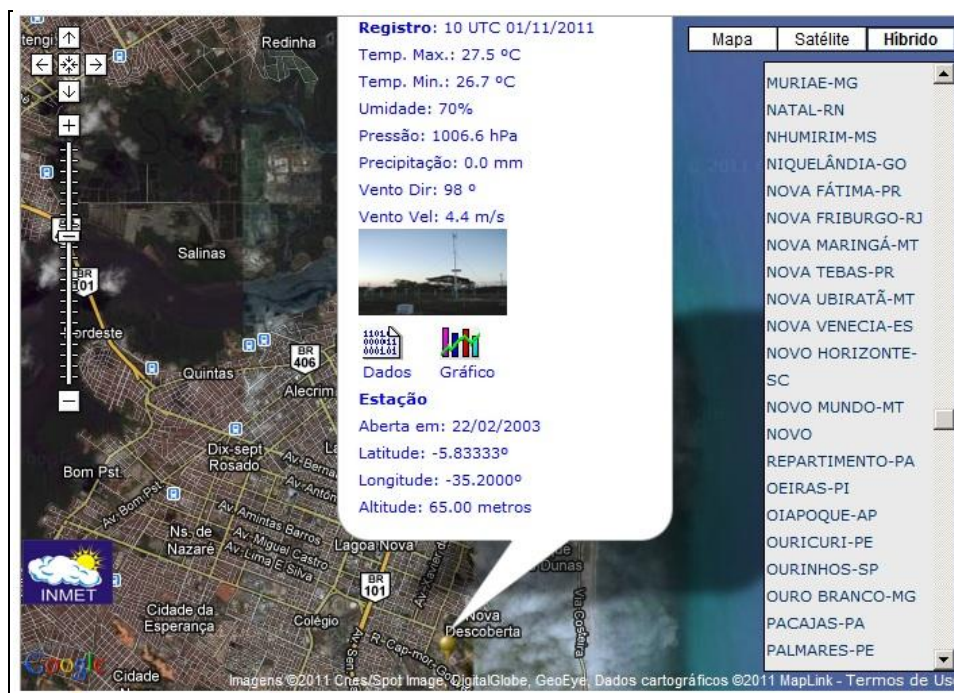 Registro: 10 UTC 01/11/2011
Temp. Max.: 27.5 ºC
Temp. Min.: 26.7 ºC
Umidade: 70%
Pressão: 1006.6 hPa
Precipitação: 0.0 mm
Vento Dir: 98 º
Vento Vel: 4.4 m/s
Dados
Gráfico
Estação
Aberta em: 22/02/2003
Latitude: -5.83333º
Longitude: -35.2000º
Altitude: 65.00 metros
Mapa
Satélite
Híbrido
MURIAE-MG
NATAL-RN
NHUMIRIM-MS
NIQUELÂNDIA-GO
NOVA FÁTIMA-PR
NOVA FRIBURGO-RJ
NOVA MARINGÁ-MT
NOVA TEBAS-PR
NOVA UBIRATÃ-MT
NOVA VENECIA-ES
NOVO HORIZONTE-
SC
NOVO MUNDO-MT
NOVO
REPARTIMENTO-PA
OEIRAS-PI
OIAPOQUE-AP
OURICURI-PE
OURINHOS-SP
OURO BRANCO-MG
PACAJAS-PA
PALMARES-PE
tengi
Redinha
Salinas
BR
101
ordeste
Quintas
BR
406
Alecrim
Dix-sept
Rosado
Bom Pst.
Av-Bom Pst
Av-Amintas Barros
Av-Miguel Castro
Av-Lima E Silva
Ns. de
Nazaré
Lagoa Nova
BR
101
Cidade da
Esperança
Colégio
Nova
Descoberta
Dunas
Via Costeira
INMET
Google
Cidade
Imagens ©2011 Cnes/Spot Image, DigitalGlobe, GeoEye, Dados cartográficos ©2011 MapLink - Termos de Us